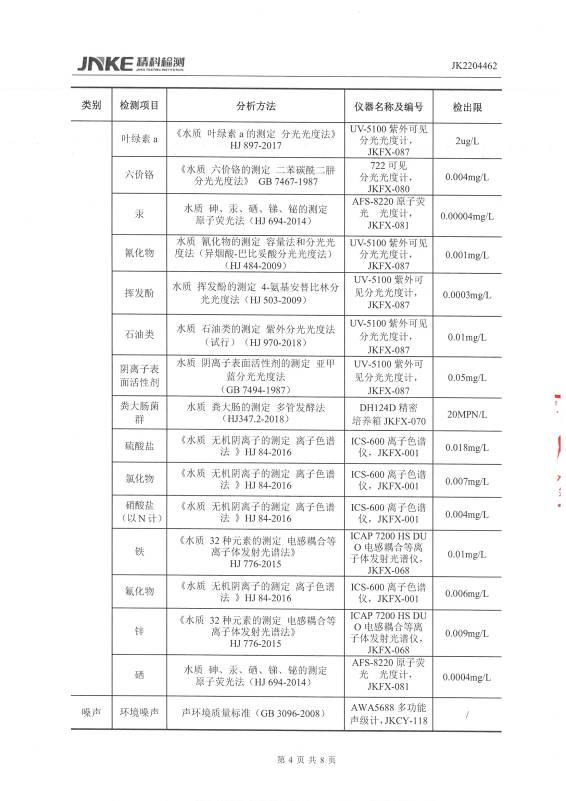 JNKE 精科检测
JK2204462
类别 检测项目 分析方法 仪器名称及编号 检出限
叶绿素 a
《水质 叶绿素 a 的测定 分光光度法》
HJ 897-2017
UV-5100 紫外可见
分光光度计，
JKFX-087
2ug/L
六价铬
《水质 六价铬的测定 二苯碳酰二肼
分光光度法》 GB 7467-1987
722 可见
分光光度计，
JKFX-080
0.004mg/L
汞
水质 砷、汞、硒、锑、铋的测定
原子荧光法（HJ 694-2014）
AFS-8220 原子荧
光 光度计，
JKFX-081
0.00004mg/L
氰化物
水质 氰化物的测定 容量法和分光光
度法（异烟酸-巴比妥酸分光光度法）
（HJ 484-2009）
UV-5100 紫外可见
分光光度计，
JKFX-087
0.001mg/L
挥发酚
水质 挥发酚的测定 4-氨基安替比林分
光光度法（HJ 503-2009）
UV-5100 紫外可
见分光光度计，
JKFX-087
0.0003mg/L
石油类
水质 石油类的测定 紫外分光光度法
（试行）（HJ 970-2018）
UV-5100 紫外可见
分光光度计，
JKFX-087
0.01mg/L
阴离子表
面活性剂
水质 阴离子表面活性剂的测定 亚甲
蓝分光光度法
（GB 7494-1987）
UV-5100 紫外可
见分光光度计，
JKFX-087
0.05mg/L
粪大肠菌
群
水质 粪大肠的测定 多管发酵法
（HJ347.2-2018）
DH124D 精密
培养箱 JKFX-070
20MPN/L
硫酸盐
《水质 无机阴离子的测定 离子色谱
法 》HJ 84-2016
ICS-600 离子色谱
仪，JKFX-001
0.018mg/L
氯化物
《水质 无机阴离子的测定 离子色谱
法 》HJ 84-2016
ICS-600 离子色谱
仪，JKFX-001
0.007mg/L
硝酸盐
（以 N 计）
《水质 无机阴离子的测定 离子色谱
法 》HJ 84-2016
ICS-600 离子色谱
仪，JKFX-001
0.004mg/L
铁
《水质 32 种元素的测定 电感耦合等
离子体发射光谱法》
HJ 776-2015
ICAP 7200 HS DU
O 电感耦合等离
子体发射光谱仪，
JKFX-068
0.01mg/L
氟化物
《水质 无机阴离子的测定 离子色谱
法 》HJ 84-2016
ICS-600 离子色谱
仪，JKFX-001
0.006mg/L
锌
《水质 32 种元素的测定 电感耦合等
离子体发射光谱法》
HJ 776-2015
ICAP 7200 HS DU
O 电感耦合等离
子体发射光谱仪，
JKFX-068
0.009mg/L
硒
水质 砷、汞、硒、锑、铋的测定
原子荧光法（HJ 694-2014）
AFS-8220 原子荧
光 光度计，
JKFX-081
0.0004mg/L
噪声
环境噪声
声环境质量标准（GB 3096-2008）
AWA5688 多功能
声级计，JKCY-118
/
第 4 页 共 8 页